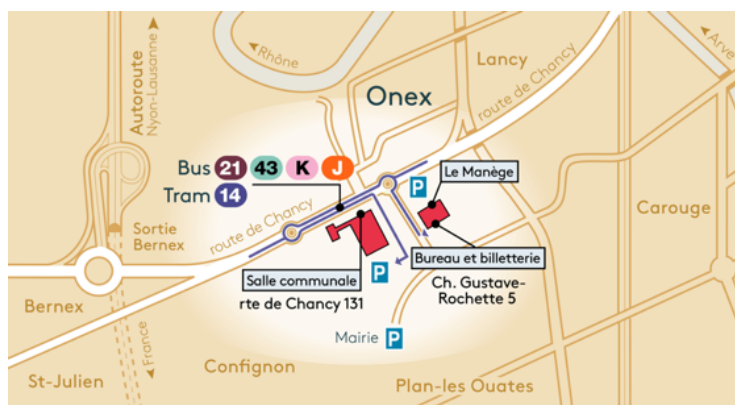 Autoroute
Nyon-Lausanne
Rhône
Onex
Lancy
Arve
route de Chancy
Bus 21 43 K J
Tram 14
P
Le Manège
route de Chancy
Sortie
Bernex
Carouge
Salle communale
P
Bureau et billetterie
rte de Chancy 131
Ch. Gustave-
Rochette 5
Bernex
Mairie P
France
St-Julien
Confignon
Plan-les Ouates